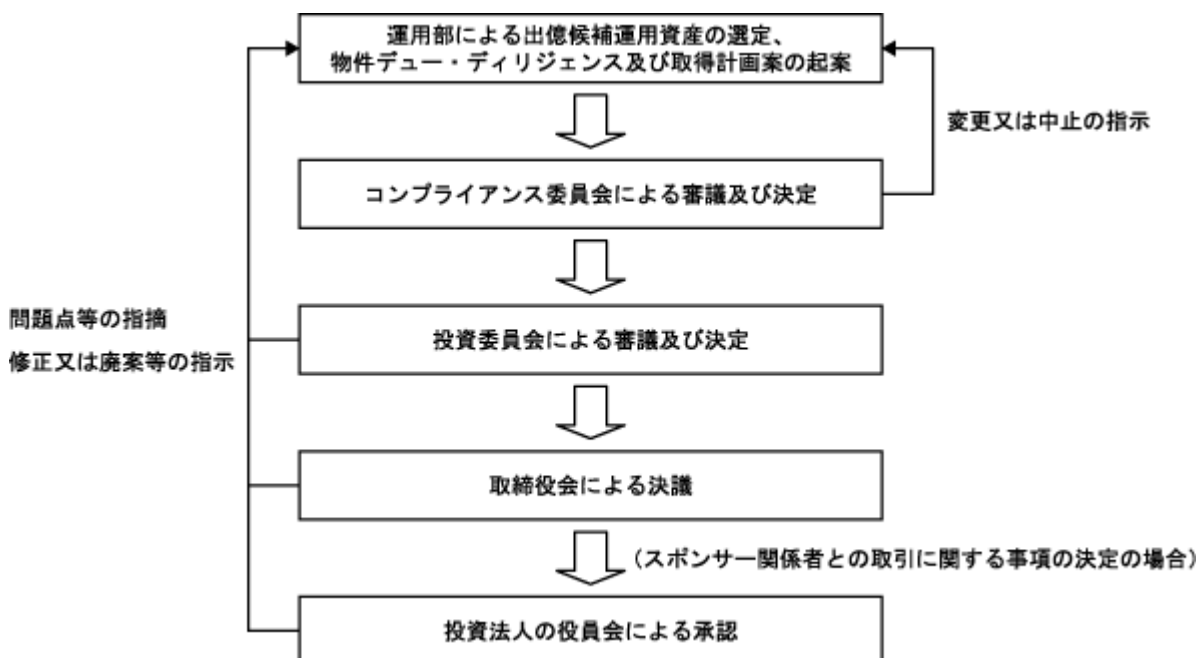 運用部による出億候補運用資産の選定、
物件デュー・ディリジェンス及び取得計画案の起案
変更又は中止の指示
コンプライアンス委員会による審議及び決定
投資委員会による審議及び決定
問題点等の指摘
修正又は廃案等の指示
取締役会による決議
(スポンサー関係者との取引に関する事項の決定の場合)
投資法人の役員会による承認